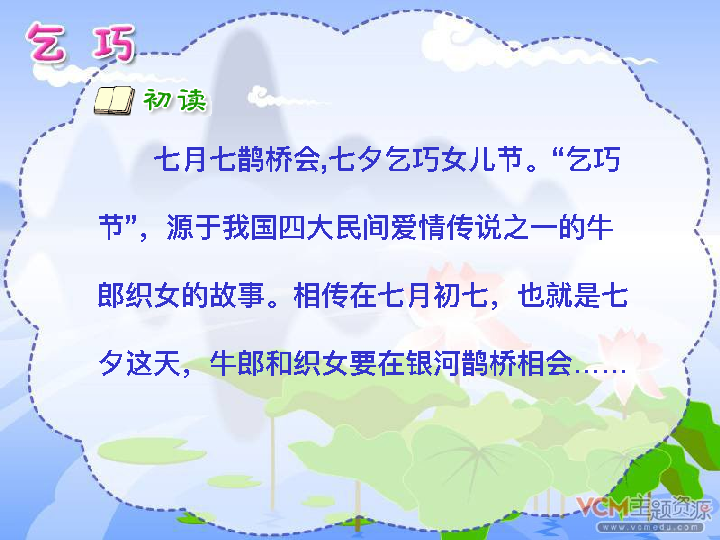 乞 巧
初读
七月七鹊桥会,七夕乞巧女儿节。“乞巧
节”，源于我国四大民间爱情传说之一的牛
郎织女的故事。相传在七月初七，也就是七
夕这天，牛郎和织女要在银河鹊桥相会……
VCM主题资源
www.vcmedu.com